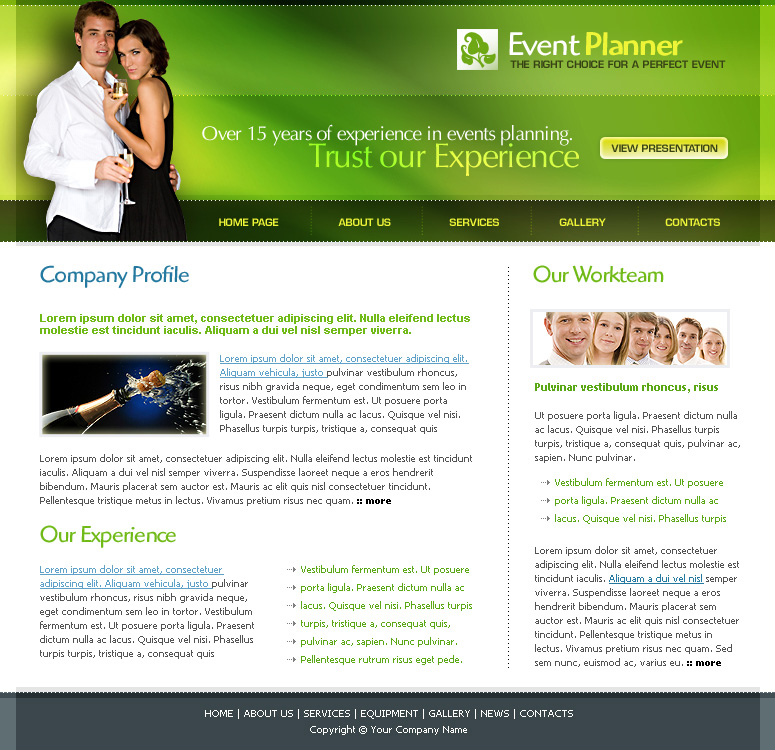 Event Planner
THE RIGHT CHOICE FOR A PERFECT EVENT
Over 15 years of experience in events planning.
Trust our Experience
VIEW PRESENTATION
HOME PAGE
ABOUT US
SERVICES
GALLERY
CONTACTS
Company Profile
Lorem ipsum dolor sit amet, consectetuer adipiscing elit. Nulla eleifend lectus
molestie est tincidunt iaculis. Aliquam a dui vel nisl semper viverra.
Lorem ipsum dolor sit amet, consectetuer adipiscing elit.
Aliquam vehicula, justo pulvinar vestibulum rhoncus,
risus nibh gravida neque, eget condimentum sem leo in
tortor. Vestibulum fermentum est. Ut posuere porta
ligula. Praesent dictum nulla ac lacus. Quisque vel nisi.
Phasellus turpis turpis, tristique a, consequat quis
Lorem ipsum dolor sit amet, consectetuer adipiscing elit. Nulla eleifend lectus molestie est tincidunt
iaculis. Aliquam a dui vel nisl semper viverra. Suspendisse laoreet neque a eros hendrerit
bibendum. Mauris placerat sem auctor est. Mauris ac elit quis nisl consectetuer tincidunt.
Pellentesque tristique metus in lectus. Vivamus pretium risus nec quam. :: more
Our Experience
Lorem ipsum dolor sit amet, consectetuer
adipiscing elit. Aliquam vehicula, justo pulvinar
vestibulum rhoncus, risus nibh gravida neque,
eget condimentum sem leo in tortor. Vestibulum
fermentum est. Ut posuere porta ligula. Praesent
dictum nulla ac lacus. Quisque vel nisi. Phasellus
turpis turpis, tristique a, consequat quis
Vestibulum fermentum est. Ut posuere
porta ligula. Praesent dictum nulla ac
lacus. Quisque vel nisi. Phasellus turpis
turpis, tristique a, consequat quis,
pulvinar ac, sapien. Nunc pulvinar.
Pellentesque rutrum risus eget pede.
Our Workteam
Pulvinar vestibulum rhoncus, risus
Ut posuere porta ligula. Praesent dictum nulla
ac lacus. Quisque vel nisi. Phasellus turpis
turpis, tristique a, consequat quis, pulvinar ac,
sapien. Nunc pulvinar.
Vestibulum fermentum est. Ut posuere
porta ligula. Praesent dictum nulla ac
lacus. Quisque vel nisi. Phasellus turpis
Lorem ipsum dolor sit amet, consectetuer
adipiscing elit. Nulla eleifend lectus molestie est
tincidunt iaculis. Aliquam a dui vel nisl semper
viverra. Suspendisse laoreet neque a eros
hendrerit bibendum. Mauris placerat sem
auctor est. Mauris ac elit quis nisl consectetuer
tincidunt. Pellentesque tristique metus in
lectus. Vivamus pretium risus nec quam. Sed
sem nunc, euismod ac, varius eu. :: more
HOME | ABOUT US | SERVICES | EQUIPMENT | GALLERY | NEWS | CONTACTS
Copyright © Your Company Name